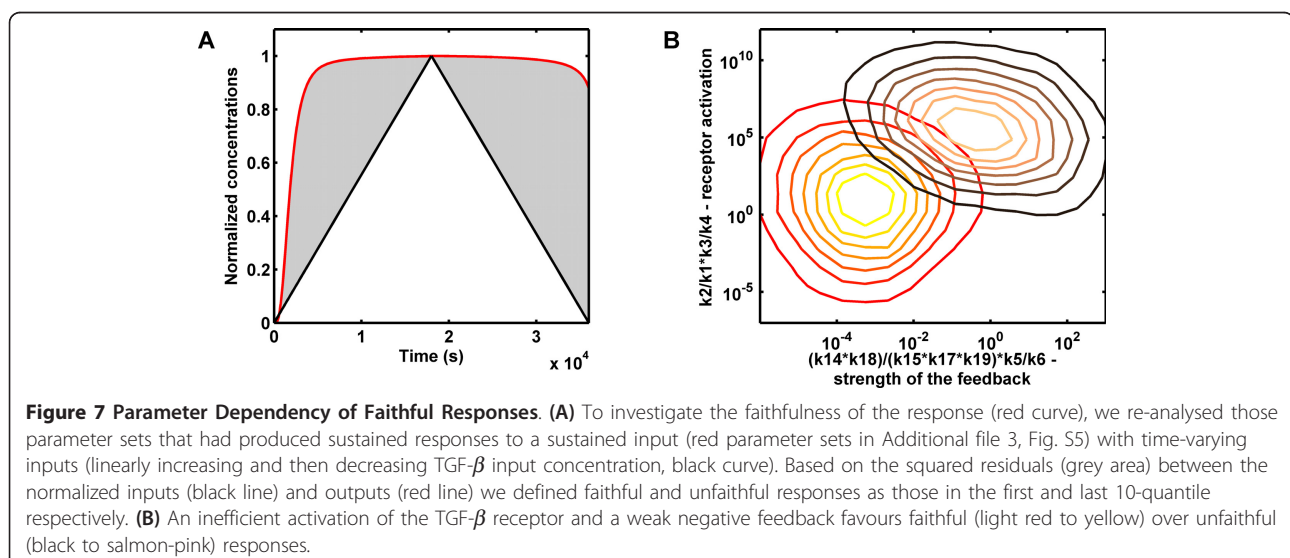 A
B
Normalized concentrations
1
0.8
0.6
0.4
0.2
0
0 1 2 3
Time (s)
x 10^4
k2/k1*k3/k4 - receptor activation
10^10
10^5
10^0
10^-5
10^-4 10^-2 10^0 10^2
(k14*k18)/(k15*k17*k19)*k5/k6 -
strength of the feedback
Figure 7 Parameter Dependency of Faithful Responses. (A) To investigate the faithfulness of the response (red curve), we re-analysed those
parameter sets that had produced sustained responses to a sustained input (red parameter sets in Additional file 3, Fig. S5) with time-varying
inputs (linearly increasing and then decreasing TGF-β input concentration, black curve). Based on the squared residuals (grey area) between the
normalized inputs (black line) and outputs (red line) we defined faithful and unfaithful responses as those in the first and last 10-quantile
respectively. (B) An inefficient activation of the TGF-β receptor and a weak negative feedback favours faithful (light red to yellow) over unfaithful
(black to salmon-pink) responses.